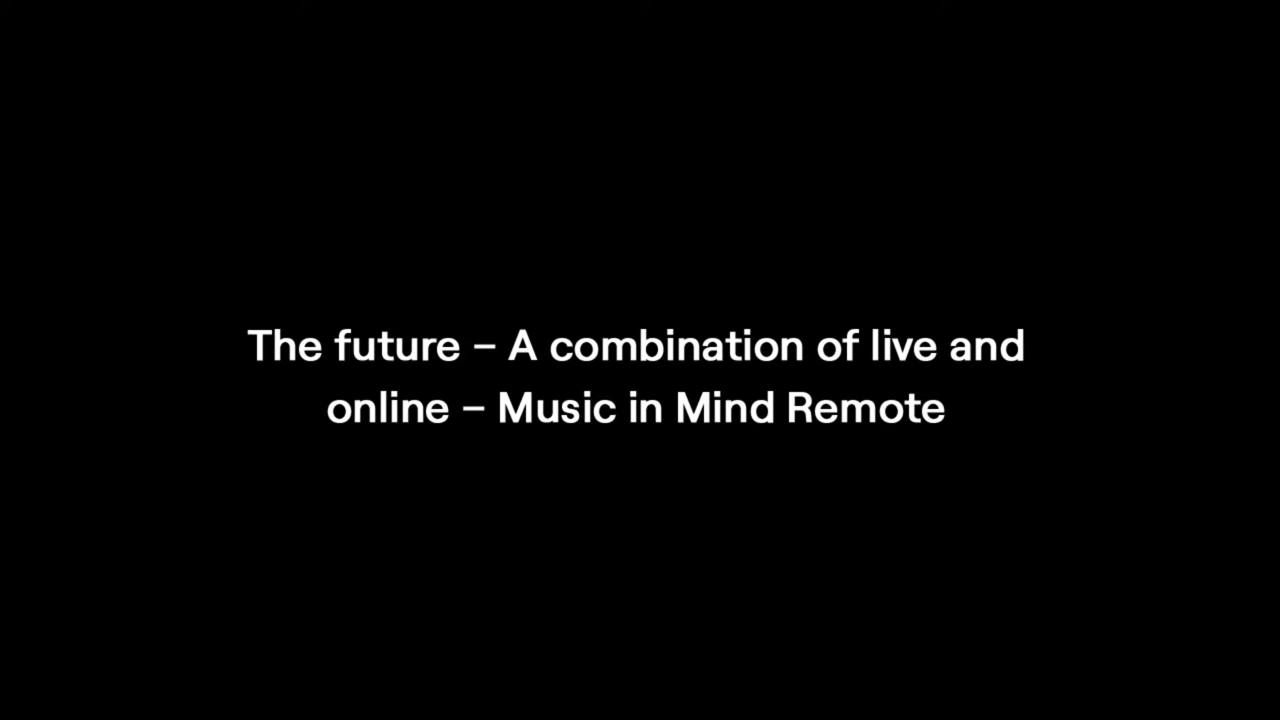 The future – A combination of live and
online – Music in Mind Remote